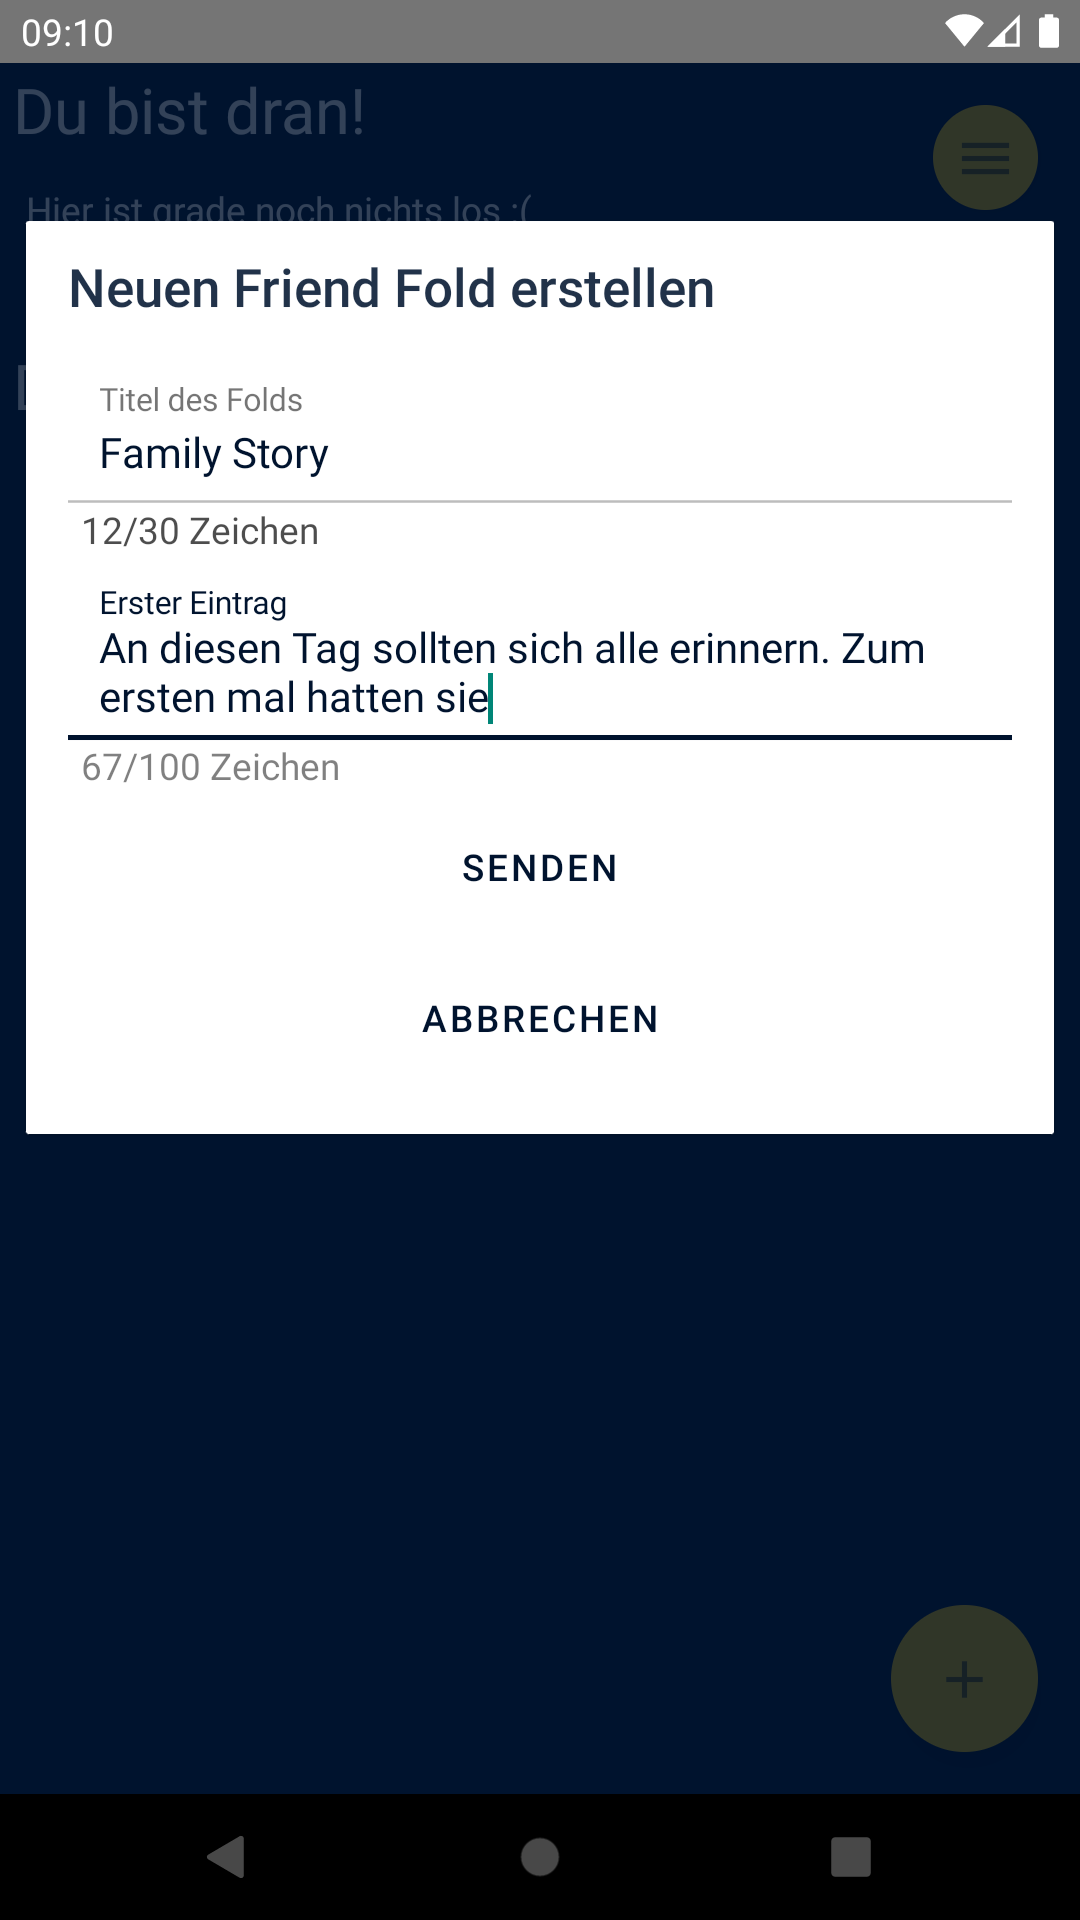 09:10
Du bist dran!
Hier ist grade noch nichts los :(
Neuen Friend Fold erstellen
Titel des Folds
Family Story
12/30 Zeichen
Erster Eintrag
An diesen Tag sollten sich alle erinnern. Zum
ersten mal hatten sie
67/100 Zeichen
SENDEN
ABBRECHEN